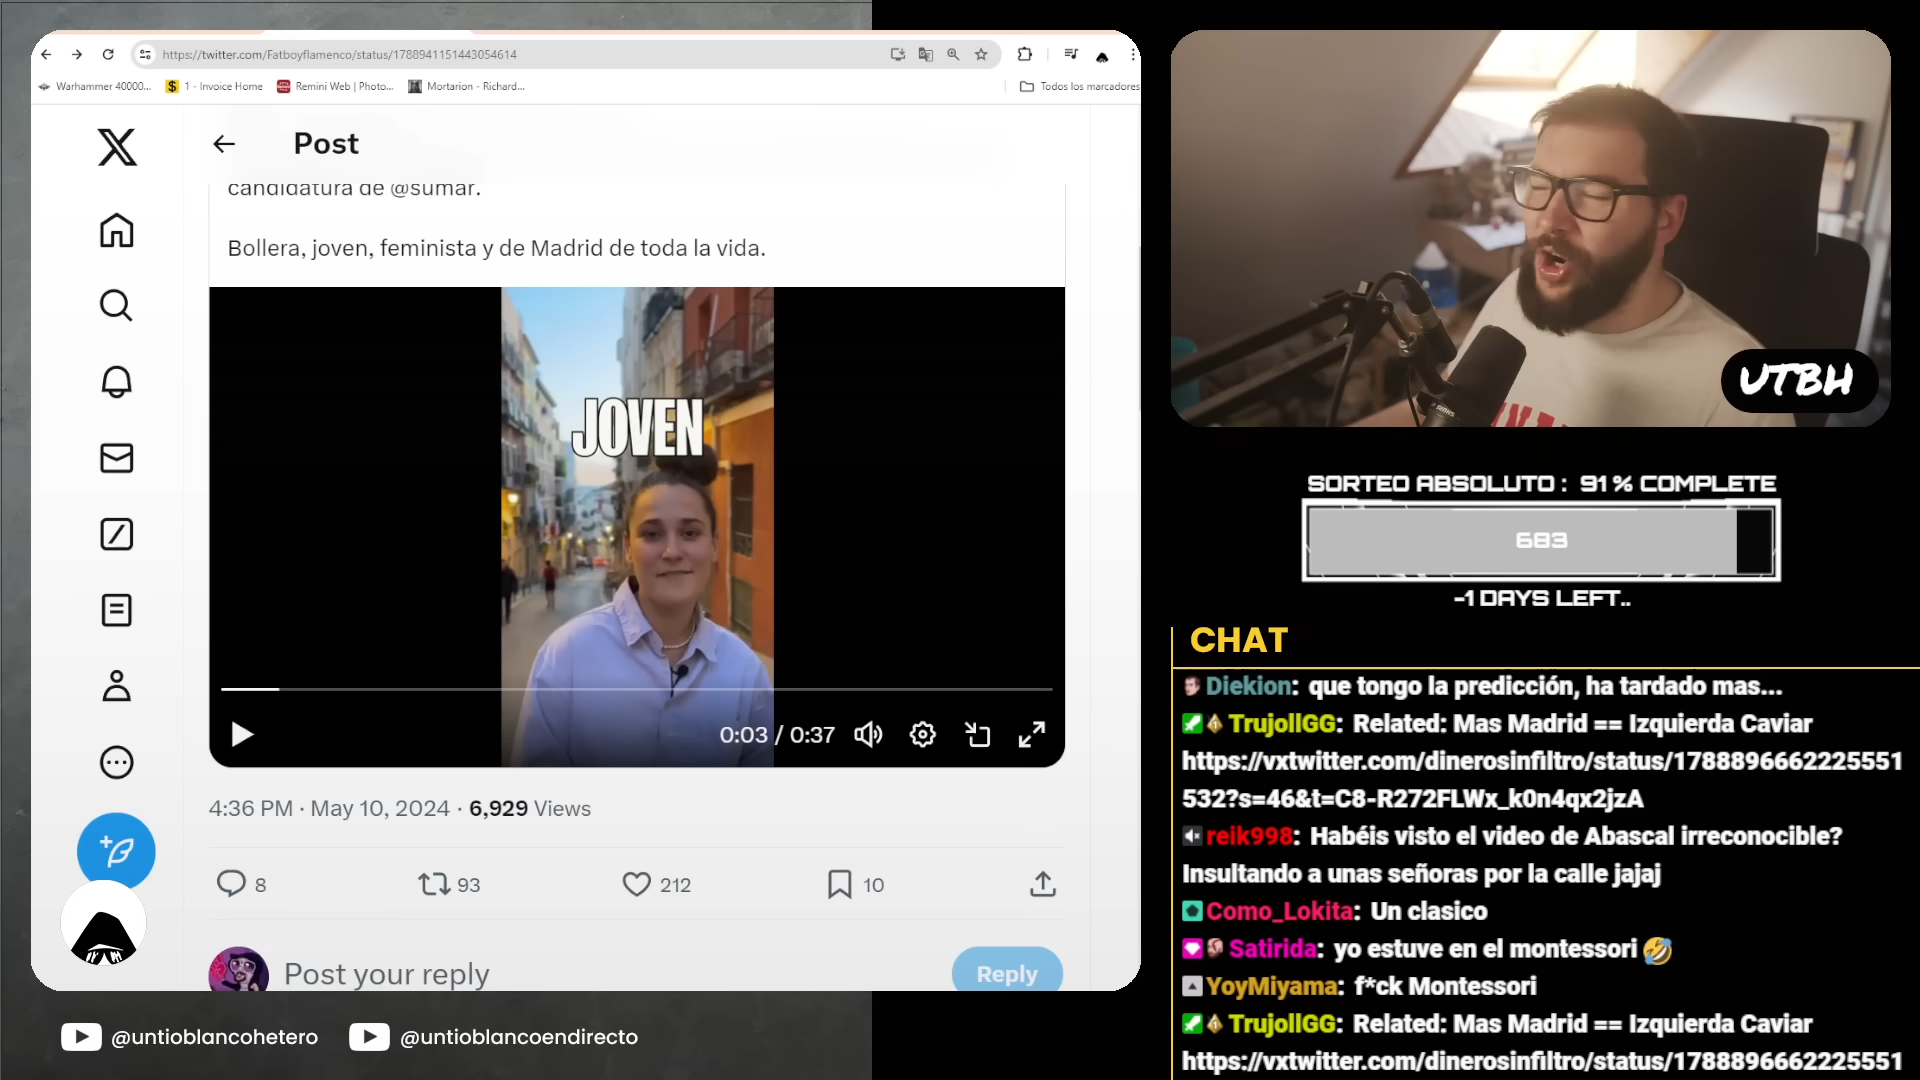 https://twitter.com/Fatboyflamenco/status/1788941151443054614
Warhammer 40000...
1 - Invoice Home
Remini Web | Photo...
Mortarion - Richard...
Todos los marcadores
Post
candidatura de @sumar.
Bollera, joven, feminista y de Madrid de toda la vida.
JOVEN
0:03 / 0:37
4:36 PM · May 10, 2024 · 6,929 Views
8
93
212
10
Post your reply
Reply
@untioblancohetero
@untioblancoendirecto
UTBH
SORTEO ABSOLUTO : 91 % COMPLETE
683
-1 DAYS LEFT..
CHAT
Diekion: que tongo la predicción, ha tardado mas...
TrujollGG: Related: Mas Madrid == Izquierda Caviar
https://vxtwitter.com/dinerosinfiltro/status/1788896662225551
532?s=46&t=C8-R272FLWx_k0n4qx2jzA
reik998: Habéis visto el video de Abascal irreconocible?
Insultando a unas señoras por la calle jajaj
Como_Lokita: Un clasico
Satirida: yo estuve en el montessori 🤣
YoyMiyama: f*ck Montessori
TrujollGG: Related: Mas Madrid == Izquierda Caviar
https://vxtwitter.com/dinerosinfiltro/status/1788896662225551